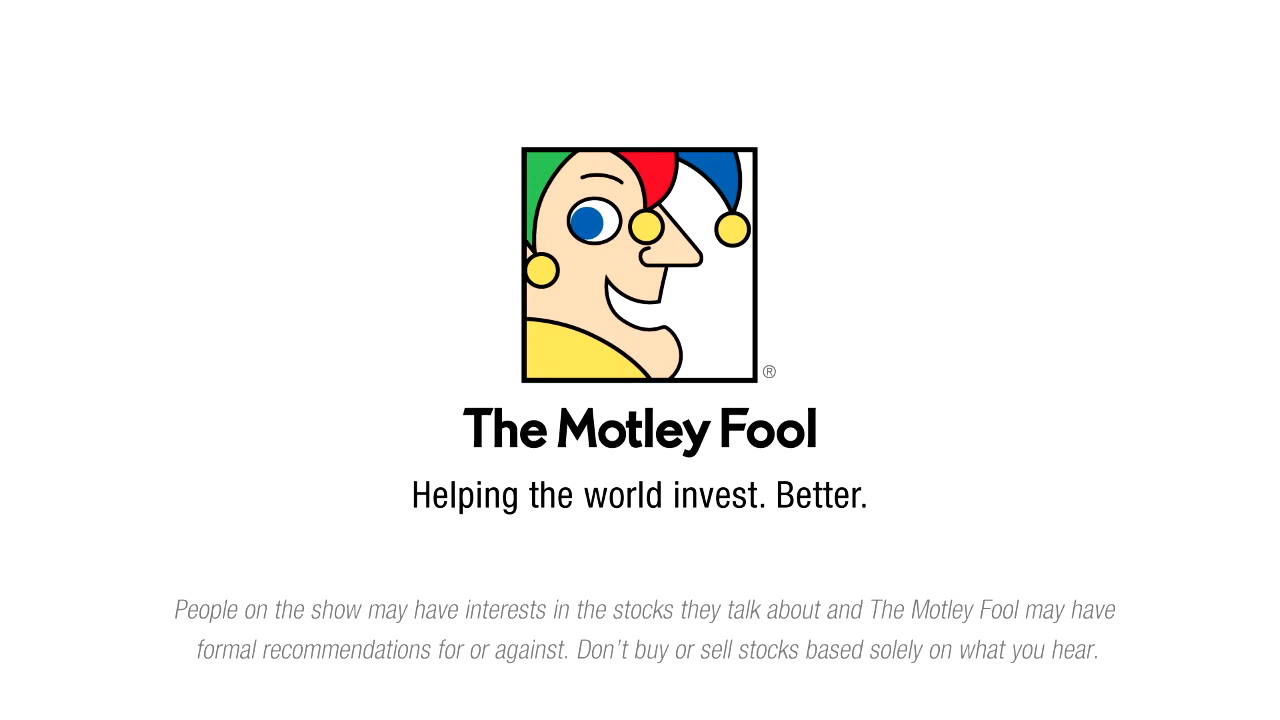 ®
The Motley Fool
Helping the world invest. Better.
People on the show may have interests in the stocks they talk about and The Motley Fool may have
formal recommendations for or against. Don't buy or sell stocks based solely on what you hear.